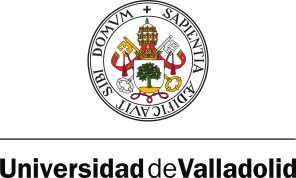 SAPIENTIA ÆDIFICAVIT SIBI DOMVM
Universidad de Valladolid